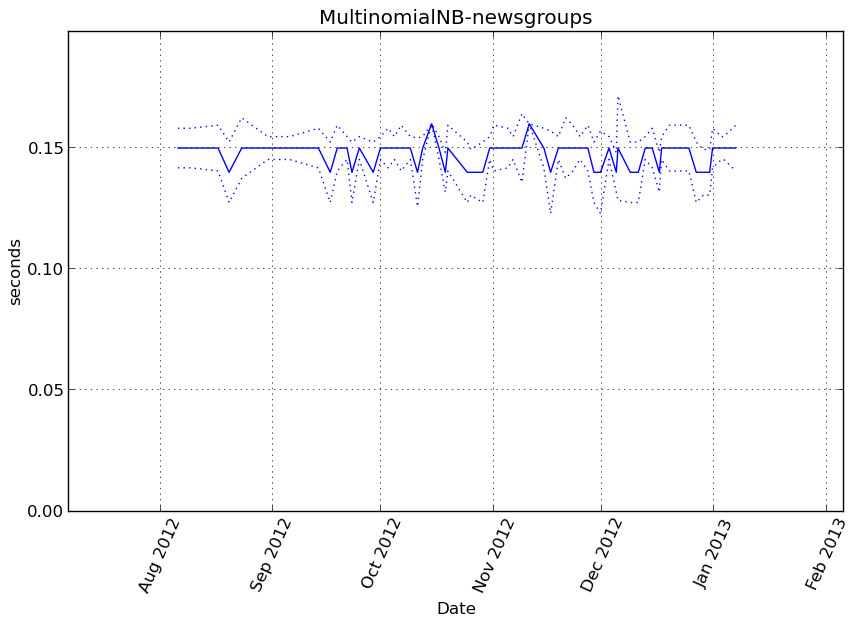 MultinomialNB-newsgroups
seconds
0.15
0.10
0.05
0.00
Aug 2012
Sep 2012
Oct 2012
Nov 2012
Dec 2012
Jan 2013
Feb 2013
Date